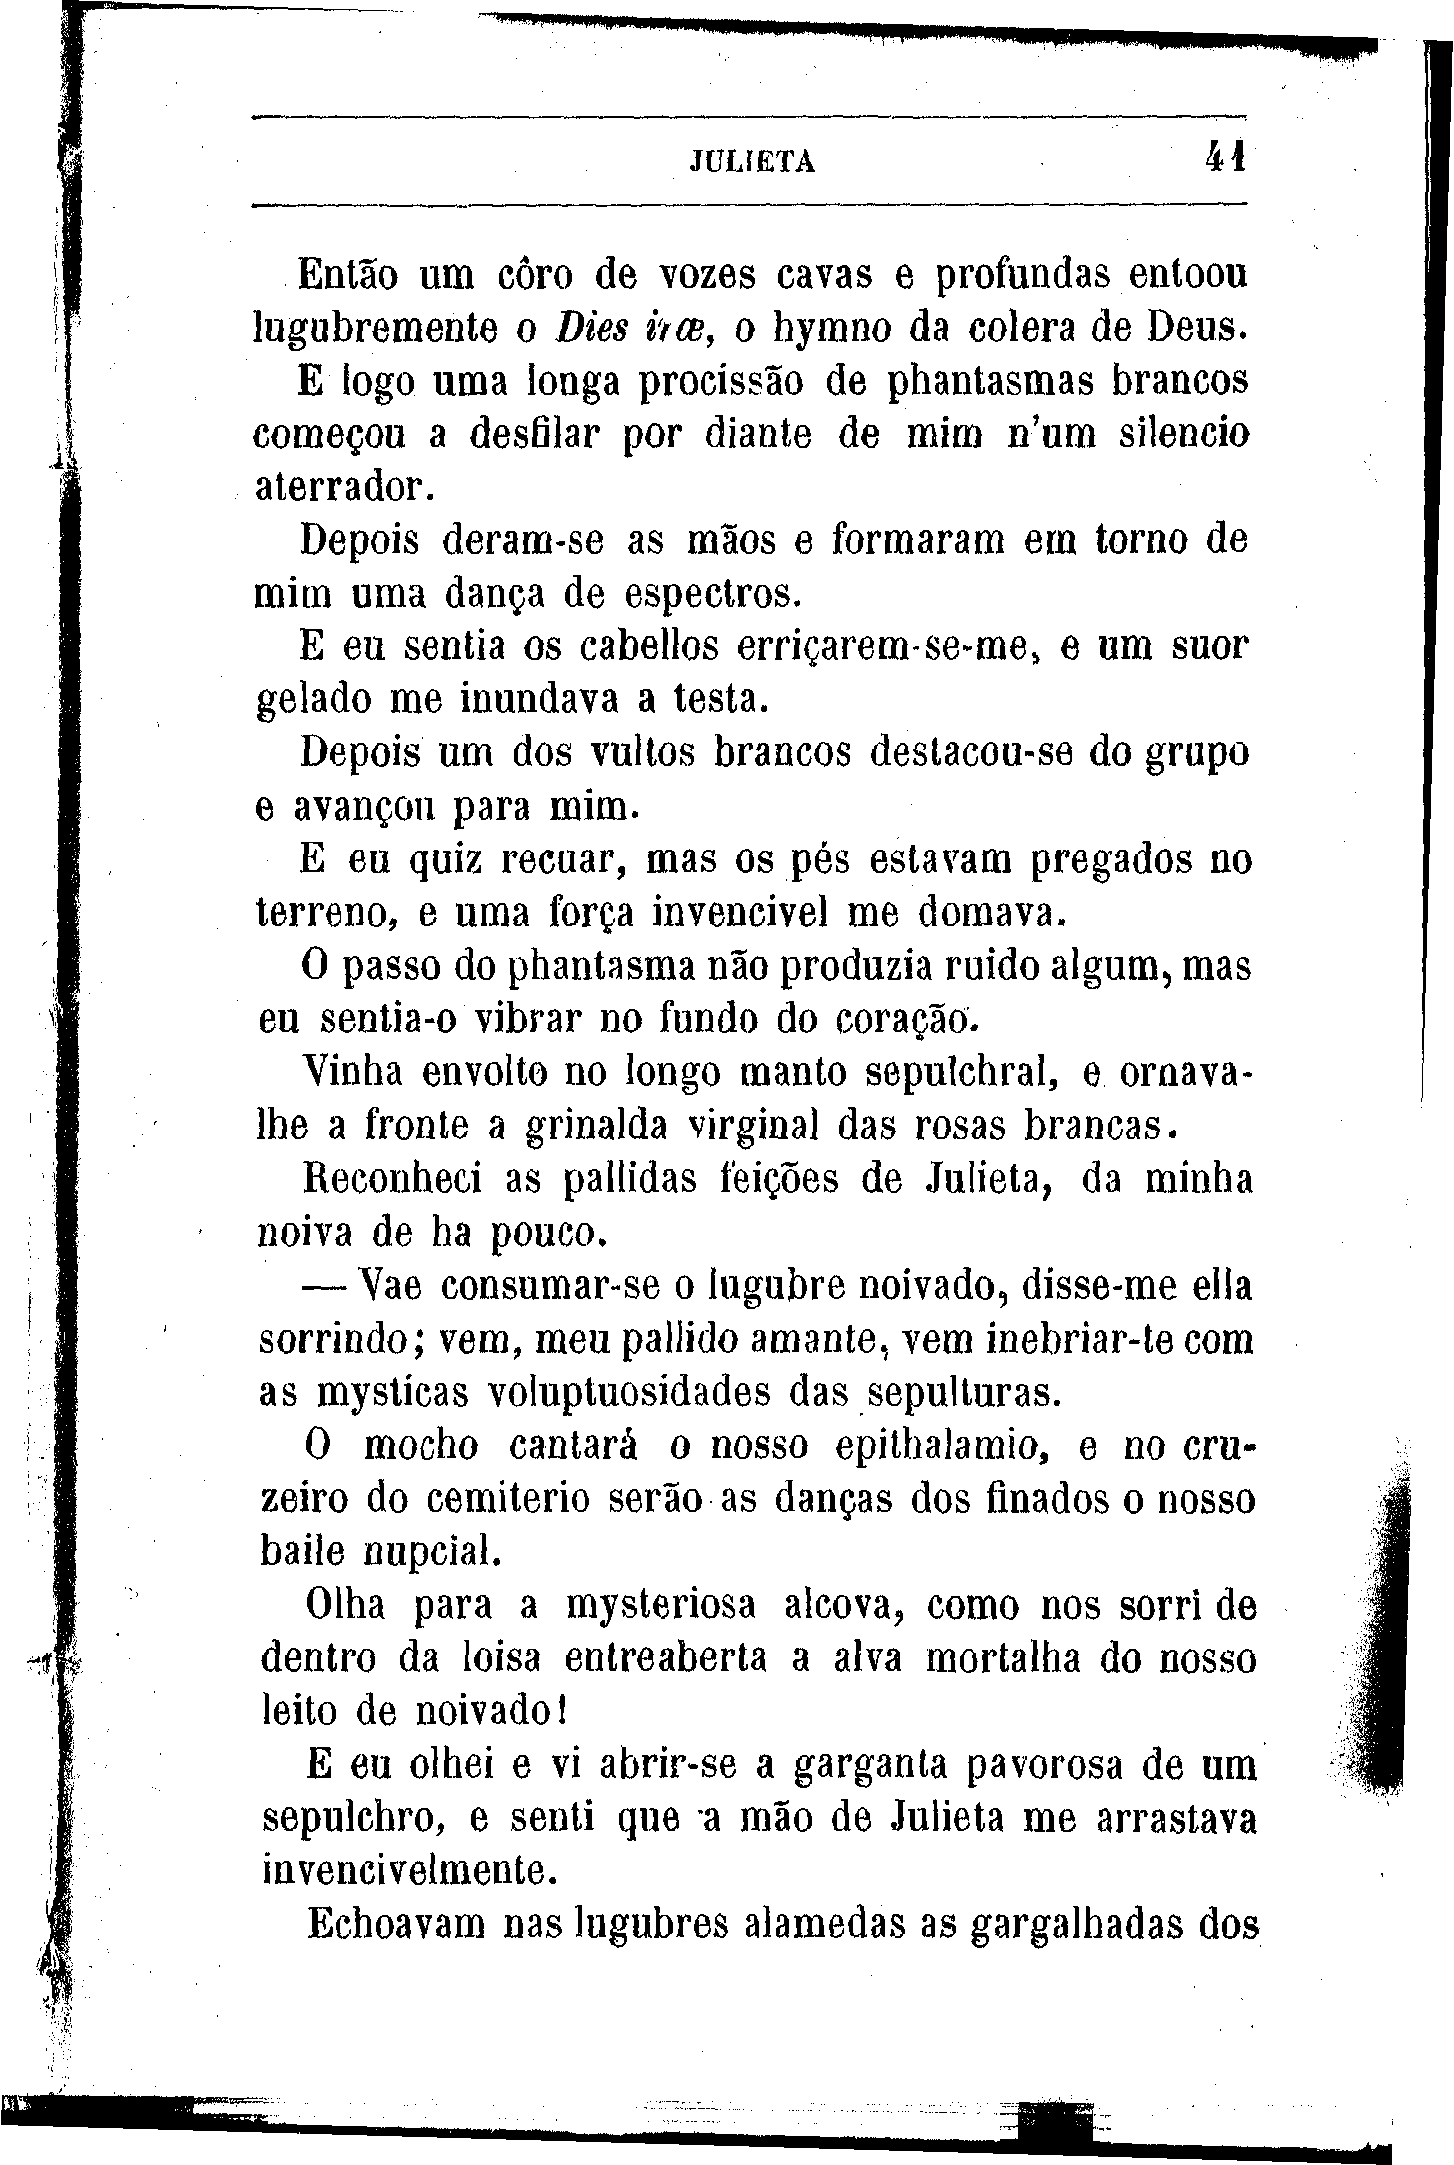 JULIETA 41
Então um côro de vozes cavas e profundas entoou
lugubremente o Dies iræ, o hymno da colera de Deus.
E logo uma longa procissão de phantasmas brancos
começou a desfilar por diante de mim n'um silencio
aterrador.
Depois deram-se as mãos e formaram em torno de
mim uma dança de espectros.
E eu sentia os cabellos erriçarem-se-me, e um suor
gelado me inundava a testa.
Depois um dos vultos brancos destacou-se do grupo
e avançou para mim.
E eu quiz recuar, mas os pés estavam pregados no
terreno, e uma força invencivel me domava.
O passo do phantasma não produzia ruido algum, mas
eu sentia-o vibrar no fundo do coração.
Vinha envolto no longo manto sepulchral, e ornava-
lhe a fronte a grinalda virginal das rosas brancas.
Reconheci as pallidas feições de Julieta, da minha
noiva de ha pouco.
— Vae consumar-se o lugubre noivado, disse-me ella
sorrindo; vem, meu pallido amante, vem inebriar-te com
as mysticas voluptuosidades das sepulturas.
O mocho cantará o nosso epithalamio, e no cru-
zeiro do cemiterio serão as danças dos finados o nosso
baile nupcial.
Olha para a mysteriosa alcova, como nos sorri de
dentro da loisa entreaberta a alva mortalha do nosso
leito de noivado!
E eu olhei e vi abrir-se a garganta pavorosa de um
sepulchro, e senti que a mão de Julieta me arrastava
invencivelmente.
Echoavam nas lugubres alamedas as gargalhadas dos